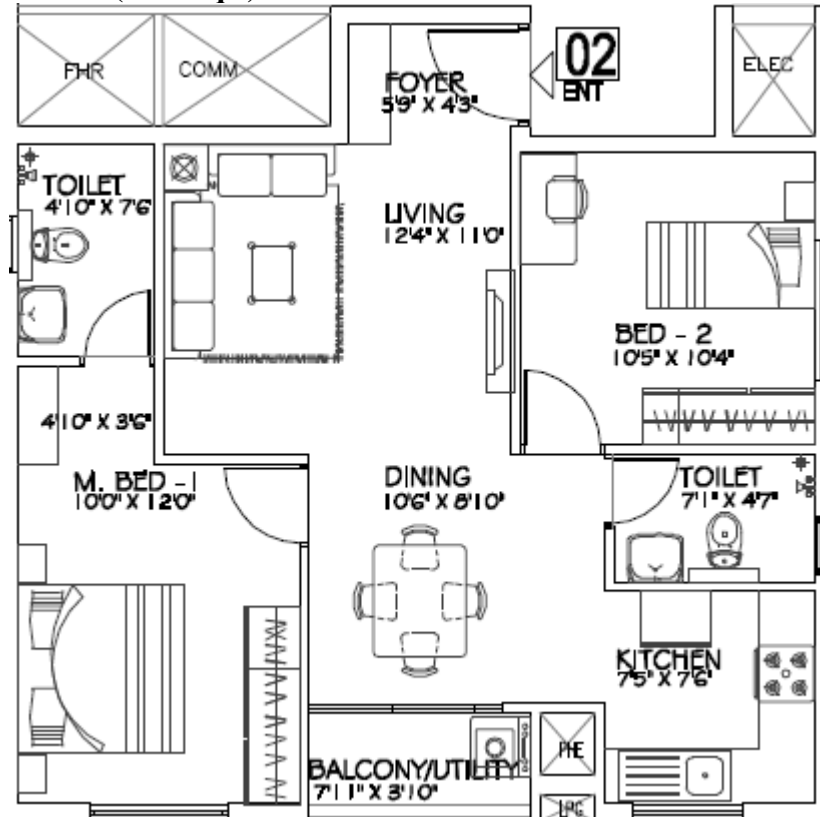 FHR
COMM
FOYER
5'9" X 4'3"
02
ENT
ELEC
TOILET
4'10" X 7'6
LIVING
12'4" X 11'0"
BED - 2
10'5" X 10'4"
4'10" X 3'6"
M. BED -1
10'0" X 12'0"
DINING
10'6" X 8'10"
TOILET
7'1" X 4'7"
KITCHEN
7'5" X 7'6"
BALCONY/UTILITY
7'11" X 3'10"
PHE
LPG